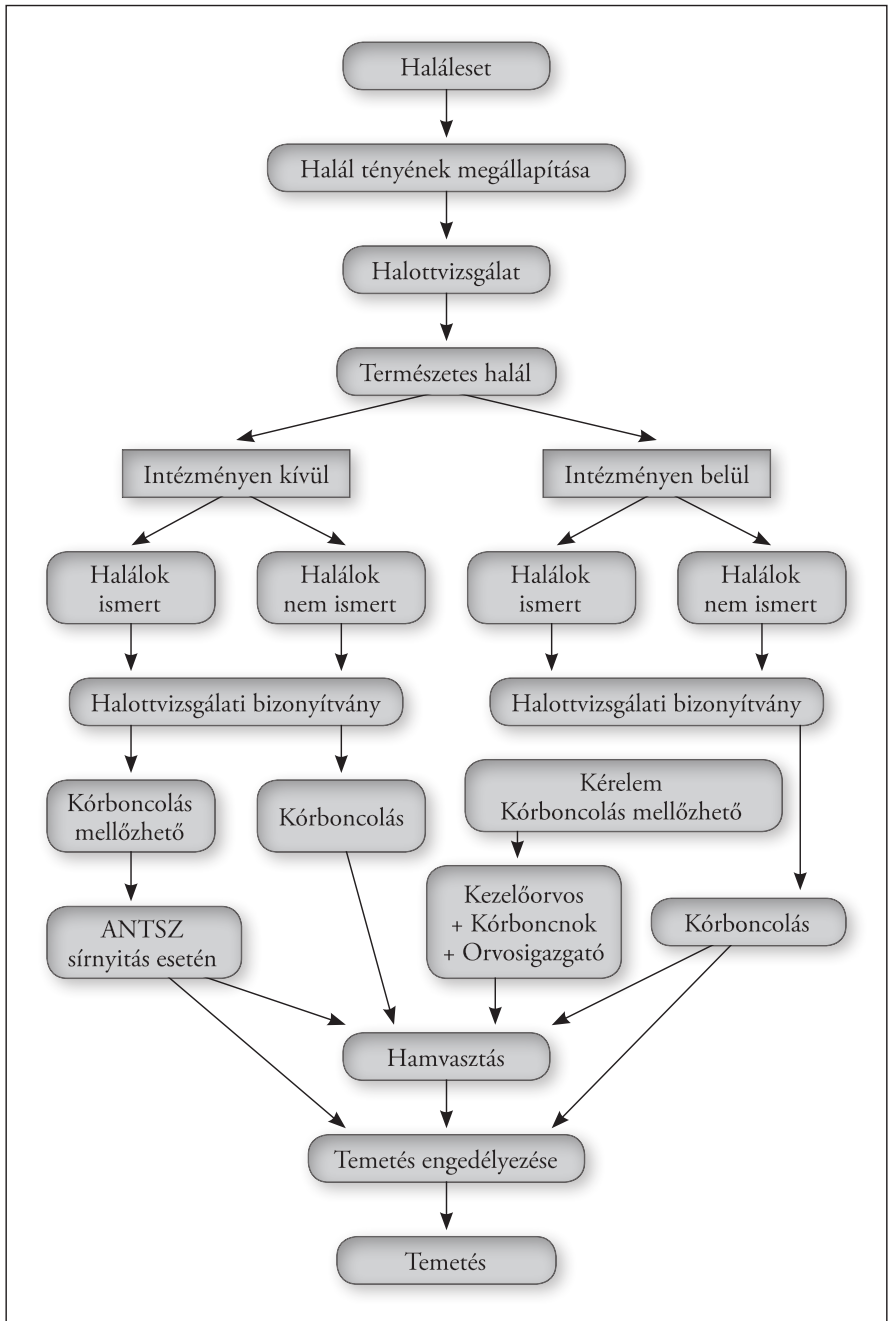 Haláleset
Halál tényének megállapítása
Halottvizsgálat
Természetes halál
Intézményen kívül
Intézményen belül
Halálok
ismert
Halálok
nem ismert
Halálok
ismert
Halálok
nem ismert
Halottvizsgálati bizonyítvány
Halottvizsgálati bizonyítvány
Kórboncolás
mellőzhető
Kórboncolás
Kérelem
Kórboncolás mellőzhető
ANTSZ
sírnyitás esetén
Kezelőorvos
+ Kórboncnok
+ Orvosigazgató
Kórboncolás
Hamvasztás
Temetés engedélyezése
Temetés